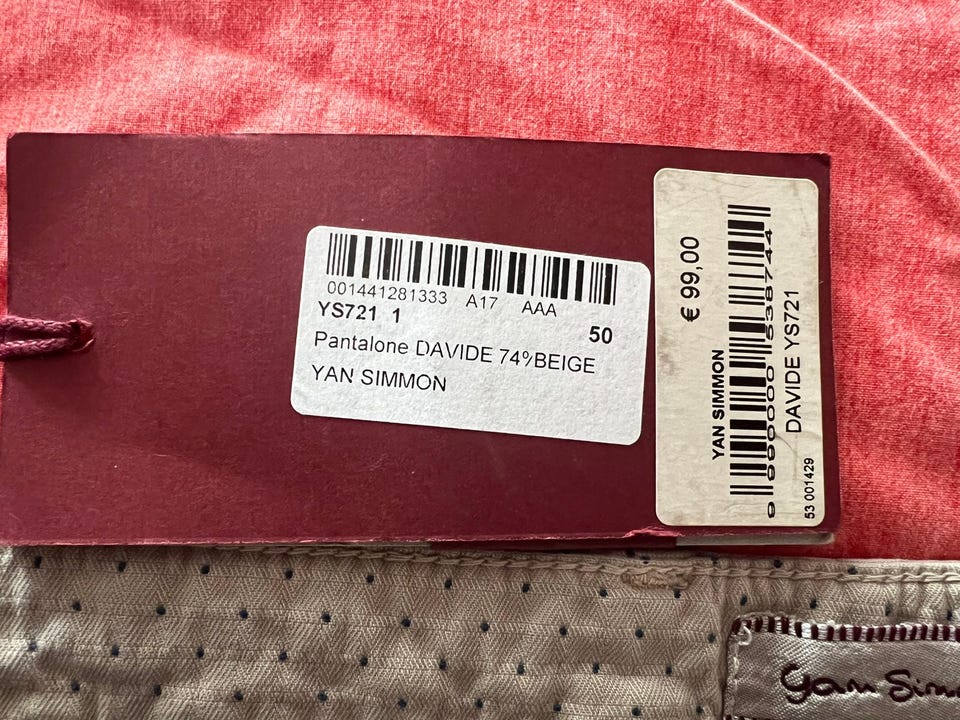 001441281333 A17 AAA
YS721 1
50
Pantalone DAVIDE 74%BEIGE
YAN SIMMON
€ 99,00
YAN SIMMON
DAVIDE YS721
53 001429
yan